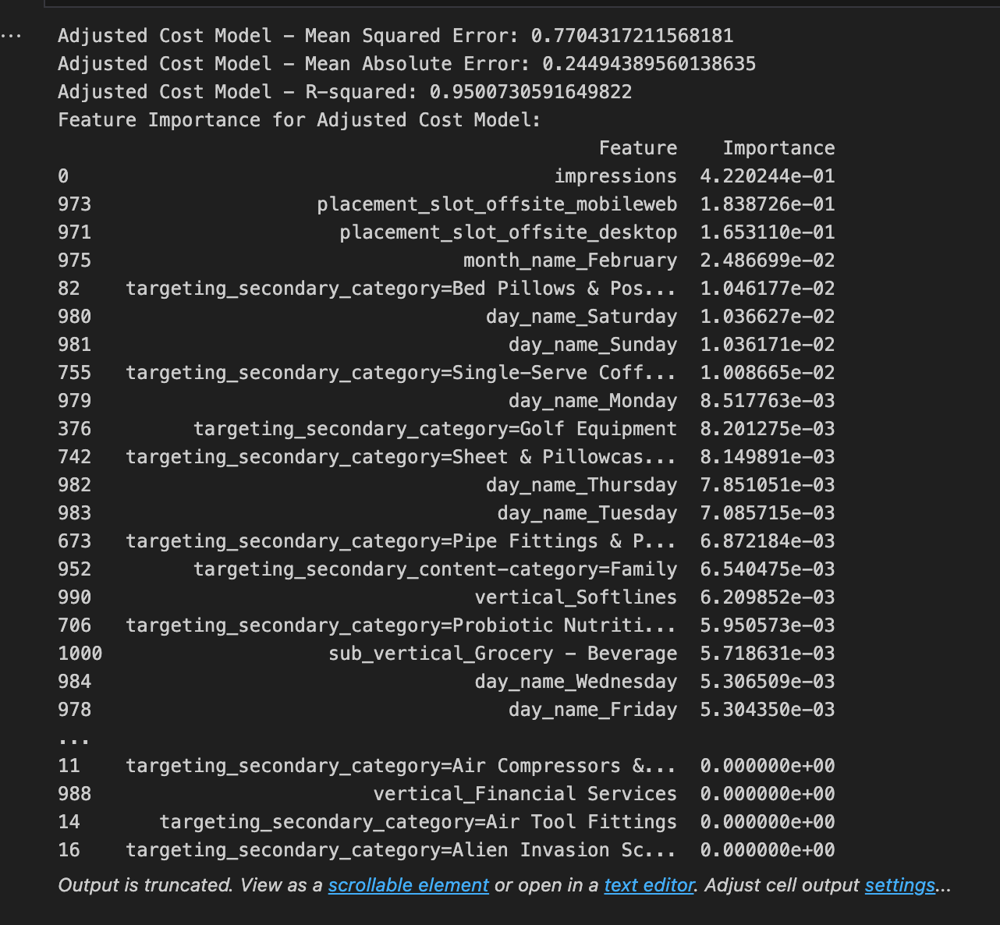 ...
Adjusted Cost Model – Mean Squared Error: 0.7704317211568181
Adjusted Cost Model – Mean Absolute Error: 0.24494389560138635
Adjusted Cost Model – R-squared: 0.9500730591649822
Feature Importance for Adjusted Cost Model:
Feature Importance
0 impressions 4.220244e-01
973 placement_slot_offsite_mobileweb 1.838726e-01
971 placement_slot_offsite_desktop 1.653110e-01
975 month_name_February 2.486699e-02
82 targeting_secondary_category=Bed Pillows & Pos... 1.046177e-02
980 day_name_Saturday 1.036627e-02
981 day_name_Sunday 1.036171e-02
755 targeting_secondary_category=Single-Serve Coff... 1.008665e-02
979 day_name_Monday 8.517763e-03
376 targeting_secondary_category=Golf Equipment 8.201275e-03
742 targeting_secondary_category=Sheet & Pillowcas... 8.149891e-03
982 day_name_Thursday 7.851051e-03
983 day_name_Tuesday 7.085715e-03
673 targeting_secondary_category=Pipe Fittings & P... 6.872184e-03
952 targeting_secondary_content-category=Family 6.540475e-03
990 vertical_Softlines 6.209852e-03
706 targeting_secondary_category=Probiotic Nutriti... 5.950573e-03
1000 sub_vertical_Grocery – Beverage 5.718631e-03
984 day_name_Wednesday 5.306509e-03
978 day_name_Friday 5.304350e-03
...
11 targeting_secondary_category=Air Compressors &... 0.000000e+00
988 vertical_Financial Services 0.000000e+00
14 targeting_secondary_category=Air Tool Fittings 0.000000e+00
16 targeting_secondary_category=Alien Invasion Sc... 0.000000e+00
Output is truncated. View as a scrollable element or open in a text editor. Adjust cell output settings...